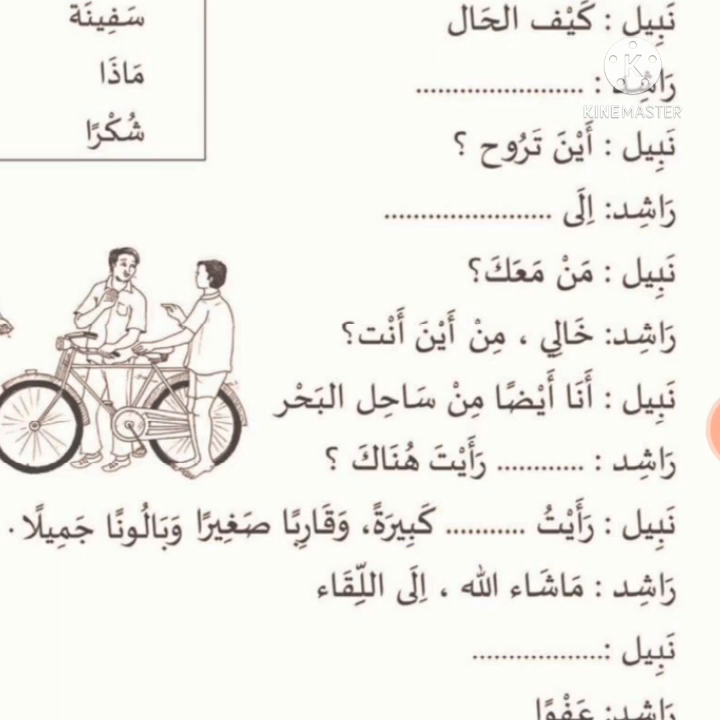 نَبِيل : كَيْف الحَال
سَفِينَة
رَاشِد : .......................
KINEMASTER
مَاذَا
نَبِيل : أَيْنَ تَرُوح ؟
شُكْرًا
رَاشِد: اِلَى .......................
نَبِيل : مَنْ مَعَكَ؟
رَاشِد: خَالِي ، مِنْ أَيْنَ أَنْت؟
نَبِيل : أَنَا أَيْضًا مِنْ سَاحِل البَحْر
رَاشِد : ............ رَأَيْتَ هُنَاكَ ؟
نَبِيل : رَأَيْتُ ........... كَبِيرَةً، وَقَارِبًا صَغِيرًا وَبَالُونًا جَمِيلًا.
رَاشِد : مَاشَاء الله ، اِلَى اللِّقَاء
نَبِيل :..................
رَاشِد: عَفْوًا